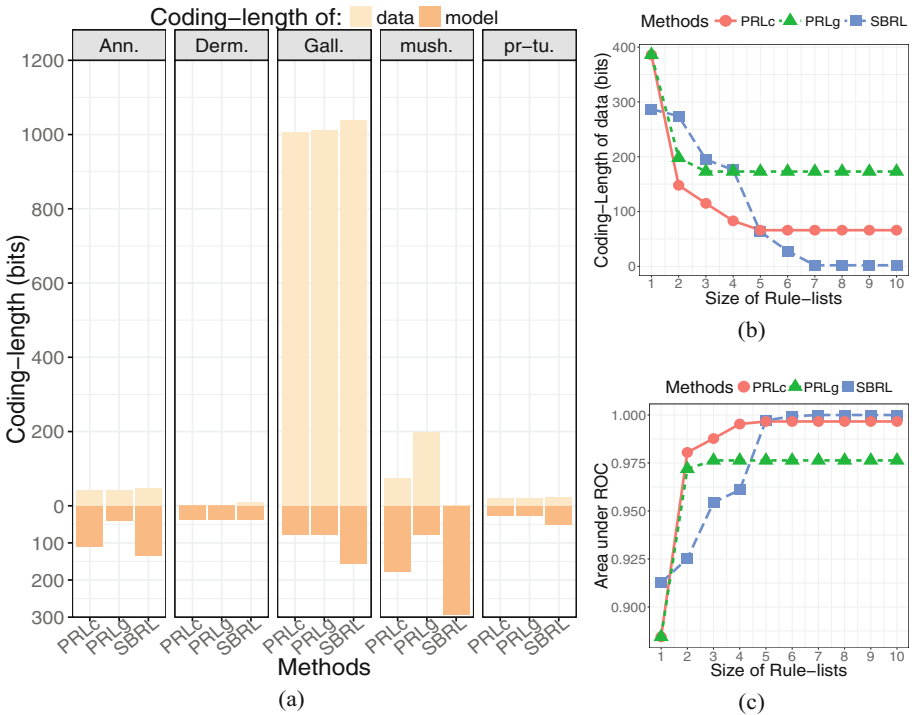 Coding-length of: data model
Ann. Derm. Gall. mush. pr-tu.
Coding-length (bits)
1200
1000
800
600
400
200
0
100
200
300
PRLc PRLg SBRL PRLc PRLg SBRL PRLc PRLg SBRL PRLc PRLg SBRL PRLc PRLg SBRL
Methods
(a)
Methods PRLc PRLg SBRL
Coding-Length of data (bits)
400
300
200
100
0
1 2 3 4 5 6 7 8 9 10
Size of Rule-lists
(b)
Methods PRLc PRLg SBRL
Area under ROC
1.000
0.975
0.950
0.925
0.900
1 2 3 4 5 6 7 8 9 10
Size of Rule-lists
(c)